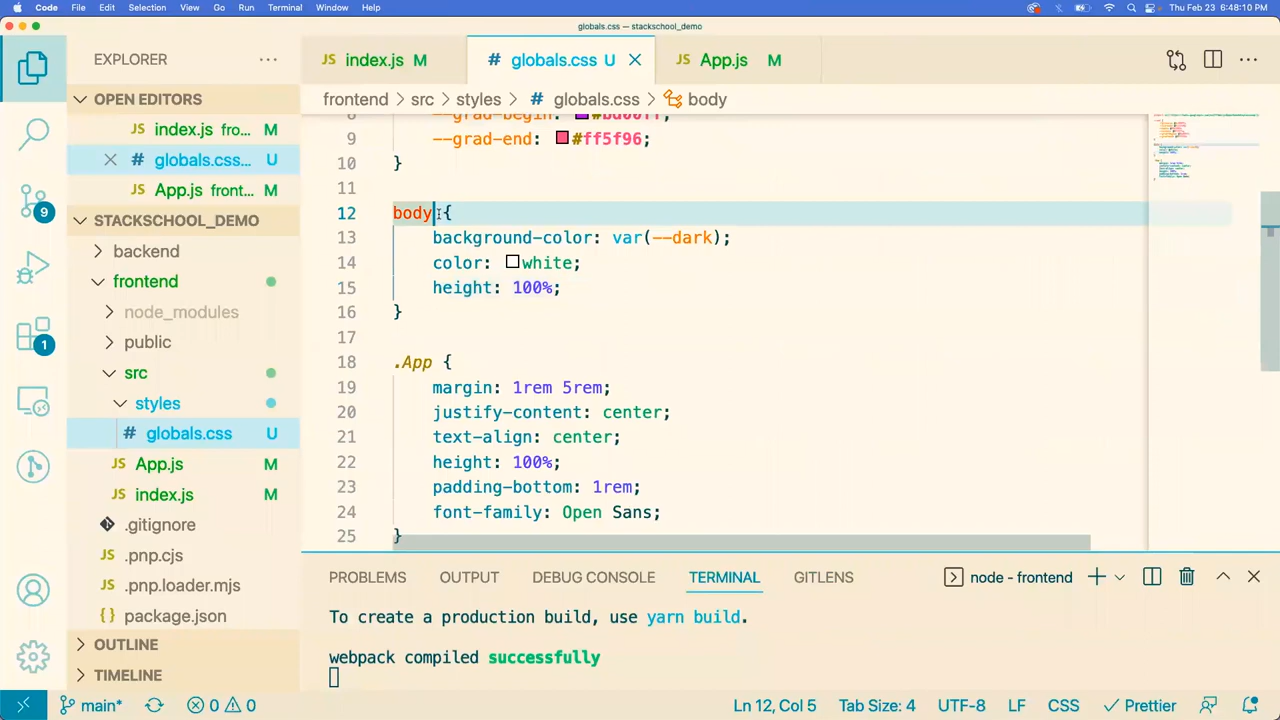 Code File Edit Selection View Go Run Terminal Window Help Thu Feb 23 6:48:10 PM
globals.css — stackschool_demo
EXPLORER
JS index.js M # globals.css U JS App.js M
OPEN EDITORS
JS index.js fro... M
# globals.css... U
JS App.js front... M
STACKSCHOOL_DEMO
backend
frontend
node_modules
public
src
styles
# globals.css U
JS App.js M
JS index.js M
.gitignore
JS .pnp.cjs
JS .pnp.loader.mjs
{} package.json
OUTLINE
TIMELINE
9
1
frontend > src > styles > # globals.css > body
8 --grad-begin: #bd00ff;
9 --grad-end: #ff5f96;
10 }
11
12 body {
13 background-color: var(--dark);
14 color: white;
15 height: 100%;
16 }
17
18 .App {
19 margin: 1rem 5rem;
20 justify-content: center;
21 text-align: center;
22 height: 100%;
23 padding-bottom: 1rem;
24 font-family: Open Sans;
25 }
PROBLEMS OUTPUT DEBUG CONSOLE TERMINAL GITLENS node - frontend
To create a production build, use yarn build.
webpack compiled successfully
main* 0 0 Ln 12, Col 5 Tab Size: 4 UTF-8 LF CSS Prettier